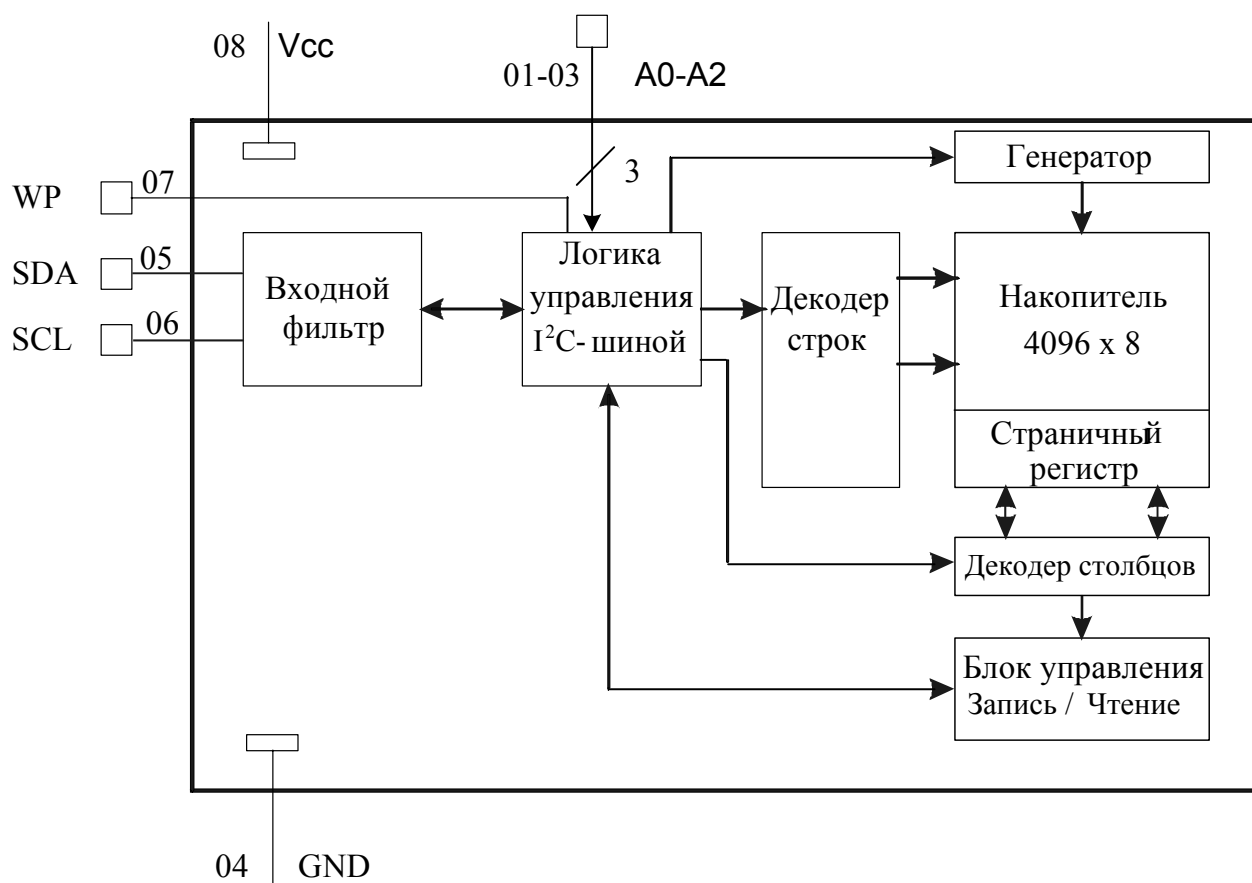 08 Vcc
01-03 A0-A2
3
Генератор
WP 07
SDA 05
SCL 06
Входной
фильтр
Логика
управления
I²C- шиной
Декодер
строк
Накопитель
4096 x 8
Страничный
регистр
Декодер столбцов
Блок управления
Запись / Чтение
04 GND